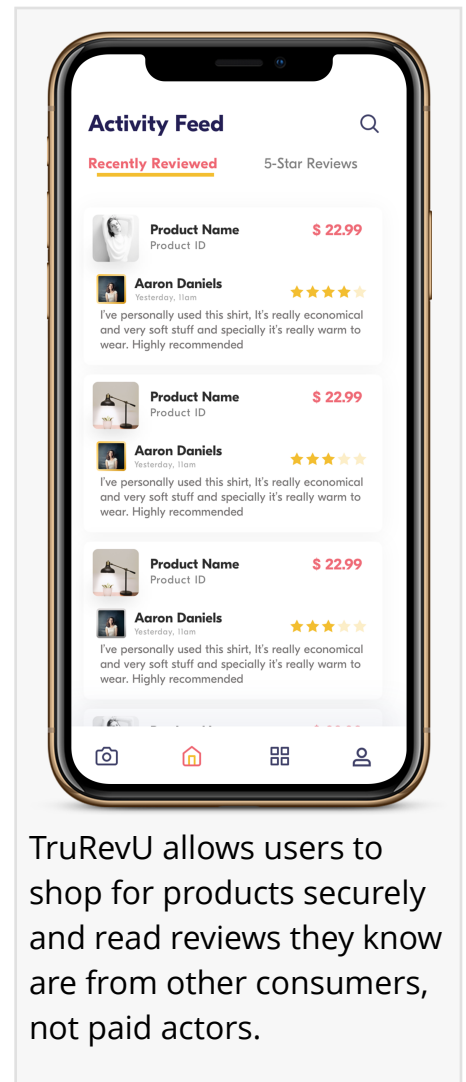 Activity Feed
Recently Reviewed 5-Star Reviews
Product Name $ 22.99
Product ID
Aaron Daniels
Yesterday, 11am
I've personally used this shirt, It's really economical
and very soft stuff and specially it's really warm to
wear. Highly recommended
Product Name $ 22.99
Product ID
Aaron Daniels
Yesterday, 11am
I've personally used this shirt, It's really economical
and very soft stuff and specially it's really warm to
wear. Highly recommended
Product Name $ 22.99
Product ID
Aaron Daniels
Yesterday, 11am
I've personally used this shirt, It's really economical
and very soft stuff and specially it's really warm to
wear. Highly recommended
TruRevU allows users to
shop for products securely
and read reviews they know
are from other consumers,
not paid actors.